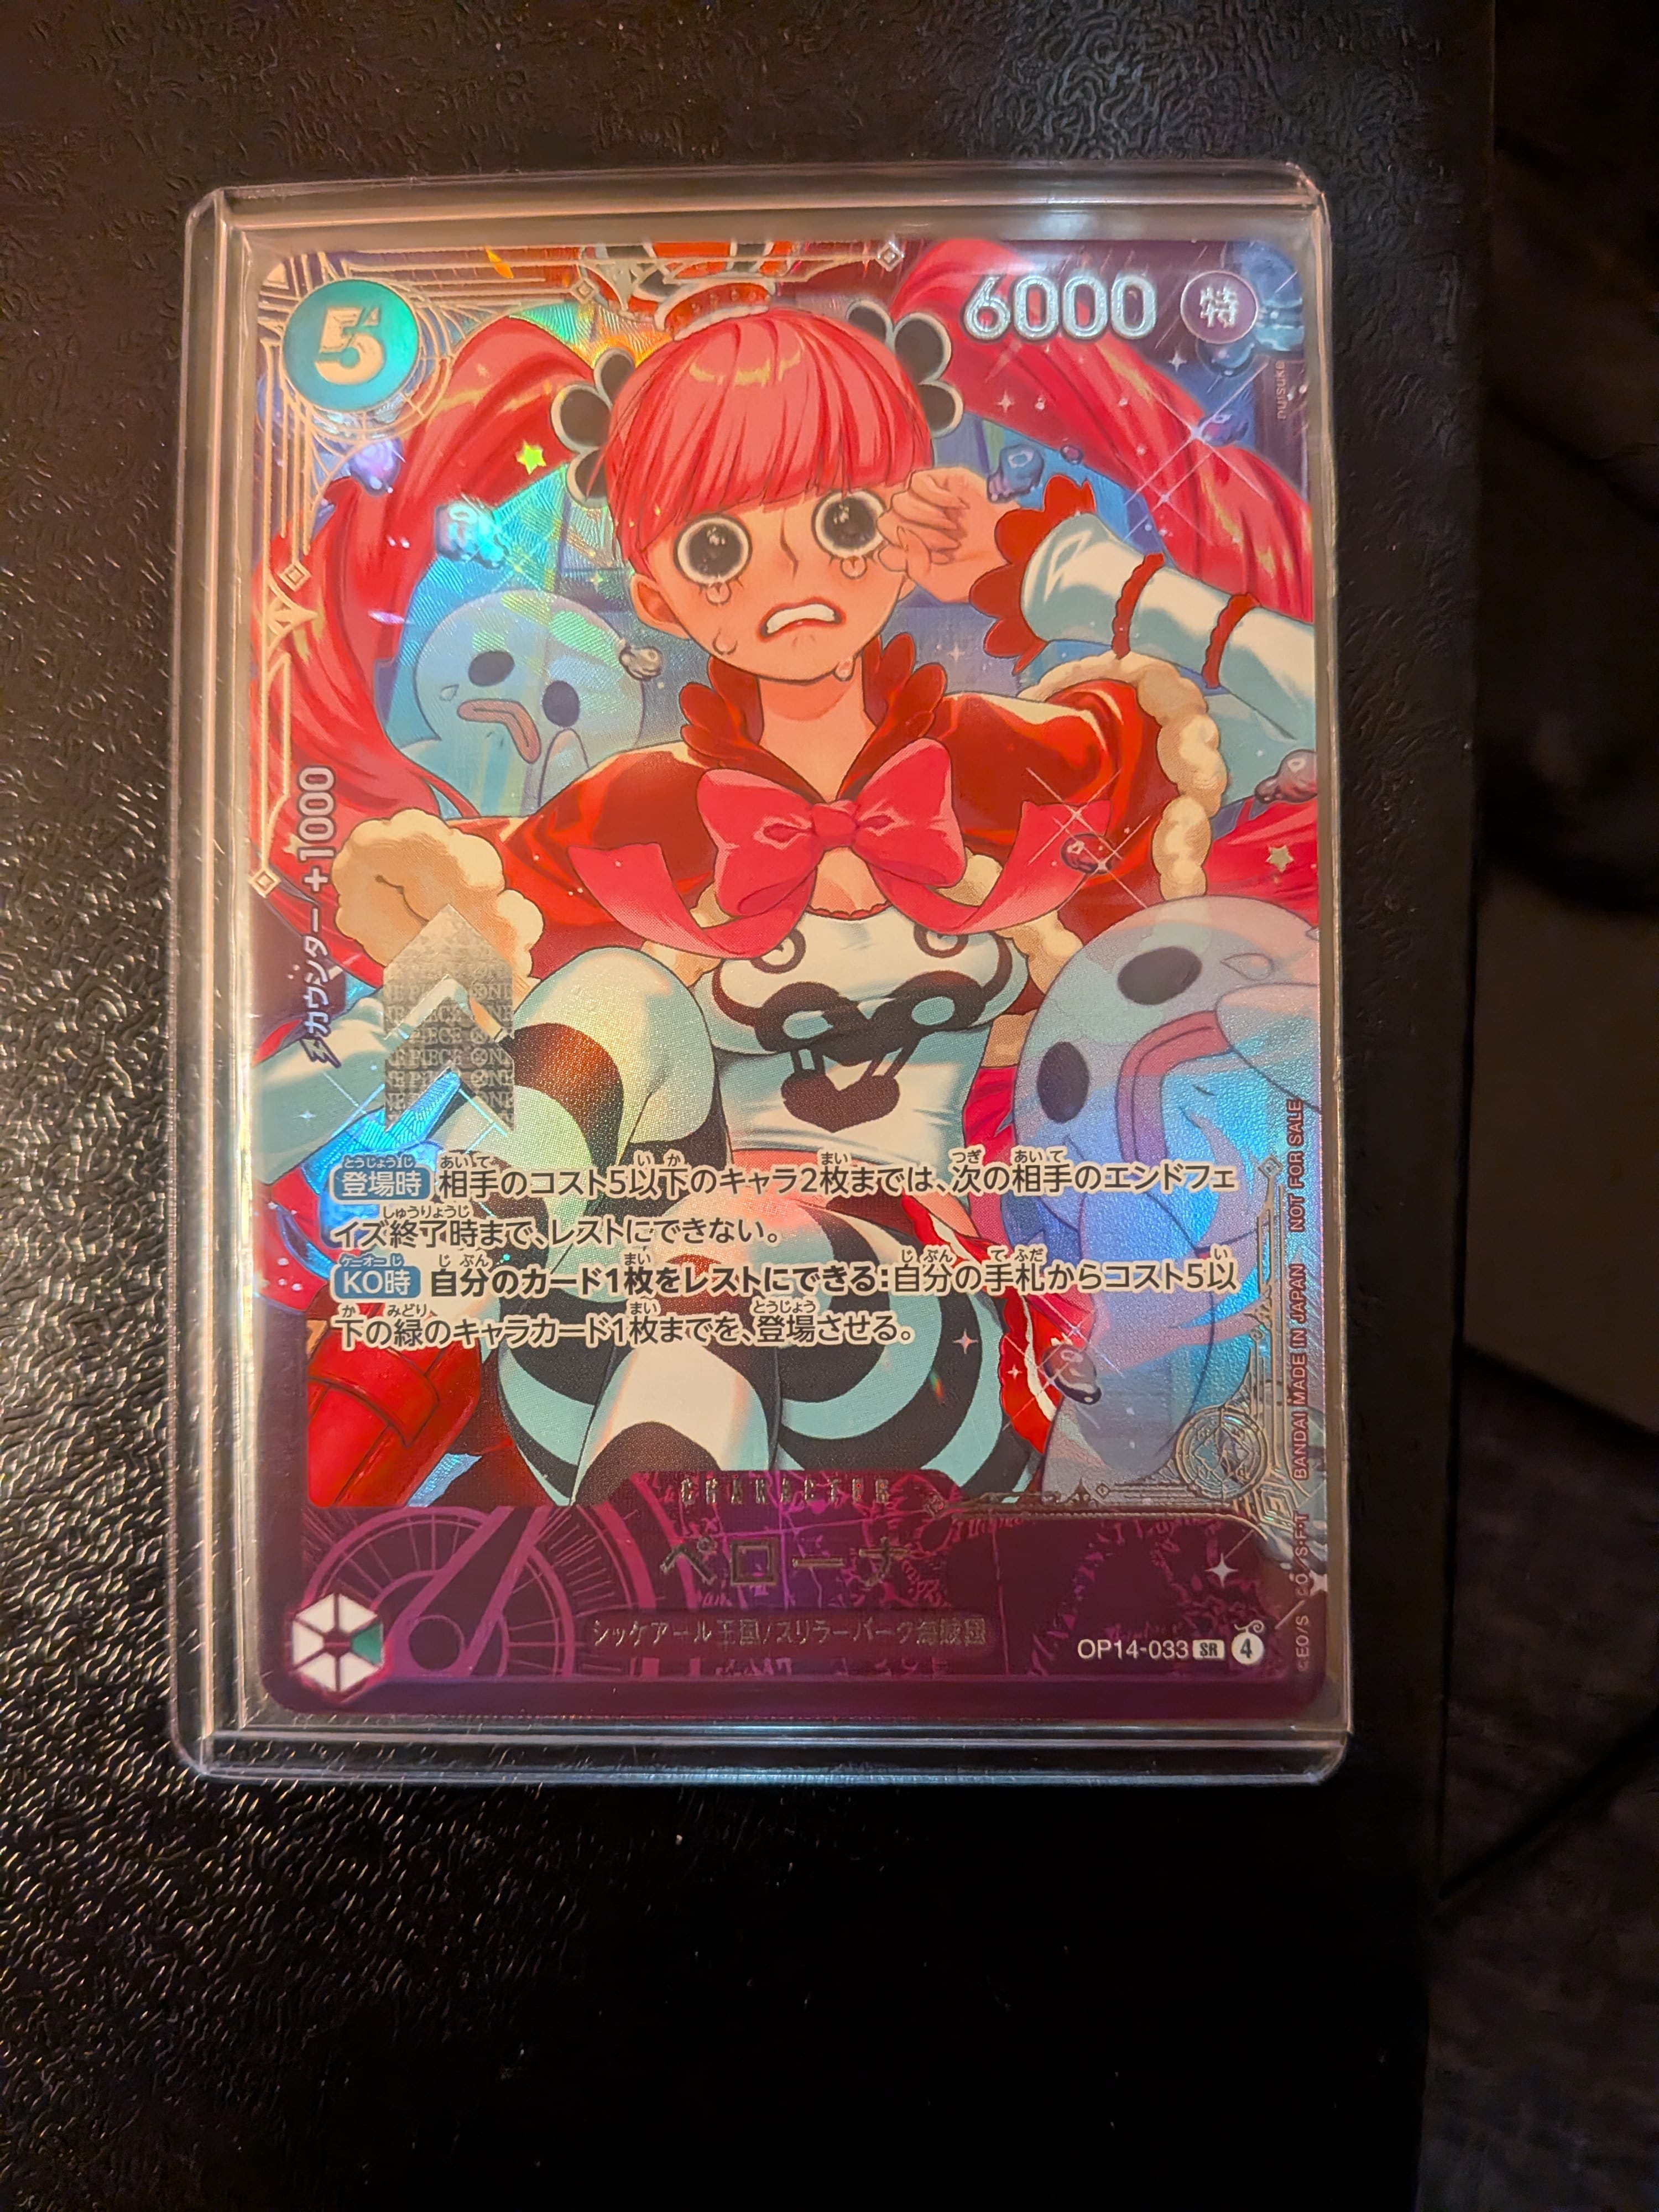 5
6000
特
nuisuke
カウンター+1000
登場時 相手のコスト5以下のキャラ2枚までは、次の相手のエンドフェ
イズ終了時まで、レストにできない。
KO時 自分のカード1枚をレストにできる:自分の手札からコスト5以
下の緑のキャラカード1枚までを、登場させる。
CHARACTER
ペローナ
シッケアール王国/スリラーバーク海賊団
OP14-033 SR 4
BANDAI MADE IN JAPAN NOT FOR SALE